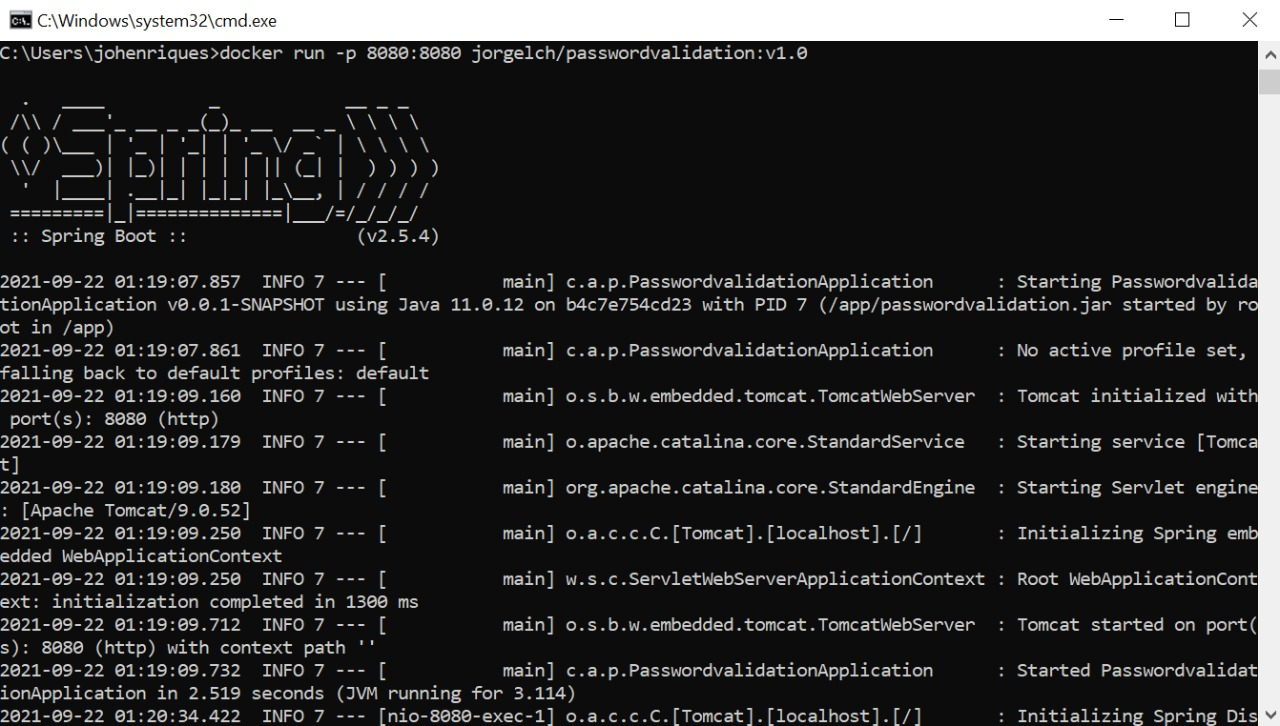 C:\Windows\system32\cmd.exe
C:\Users\johenriques>docker run -p 8080:8080 jorgelch/passwordvalidation:v1.0
  .   ____          _            __ _ _
 /\\ / ___'_ __ _ _(_)_ __  __ _ \ \ \ \
( ( )\___ | '_ | '_| | '_ \/ _` | \ \ \ \
 \\/  ___)| |_)| | | | | || (_| |  ) ) ) )
  '  |____| .__|_| |_|_| |_\__, | / / / /
 =========|_|==============|___/=/_/_/_/
 :: Spring Boot ::                (v2.5.4)
2021-09-22 01:19:07.857  INFO 7 --- [           main] c.a.p.PasswordvalidationApplication      : Starting Passwordvalida
tionApplication v0.0.1-SNAPSHOT using Java 11.0.12 on b4c7e754cd23 with PID 7 (/app/passwordvalidation.jar started by ro
ot in /app)
2021-09-22 01:19:07.861  INFO 7 --- [           main] c.a.p.PasswordvalidationApplication      : No active profile set,
falling back to default profiles: default
2021-09-22 01:19:09.160  INFO 7 --- [           main] o.s.b.w.embedded.tomcat.TomcatWebServer  : Tomcat initialized with
 port(s): 8080 (http)
2021-09-22 01:19:09.179  INFO 7 --- [           main] o.apache.catalina.core.StandardService   : Starting service [Tomca
t]
2021-09-22 01:19:09.180  INFO 7 --- [           main] org.apache.catalina.core.StandardEngine  : Starting Servlet engine
: [Apache Tomcat/9.0.52]
2021-09-22 01:19:09.250  INFO 7 --- [           main] o.a.c.c.C.[Tomcat].[localhost].[/]       : Initializing Spring emb
edded WebApplicationContext
2021-09-22 01:19:09.250  INFO 7 --- [           main] w.s.c.ServletWebServerApplicationContext : Root WebApplicationCont
ext: initialization completed in 1300 ms
2021-09-22 01:19:09.712  INFO 7 --- [           main] o.s.b.w.embedded.tomcat.TomcatWebServer  : Tomcat started on port(
s): 8080 (http) with context path ''
2021-09-22 01:19:09.732  INFO 7 --- [           main] c.a.p.PasswordvalidationApplication      : Started Passwordvalidat
ionApplication in 2.519 seconds (JVM running for 3.114)
2021-09-22 01:20:34.422  INFO 7 --- [nio-8080-exec-1] o.a.c.c.C.[Tomcat].[localhost].[/]       : Initializing Spring Dis